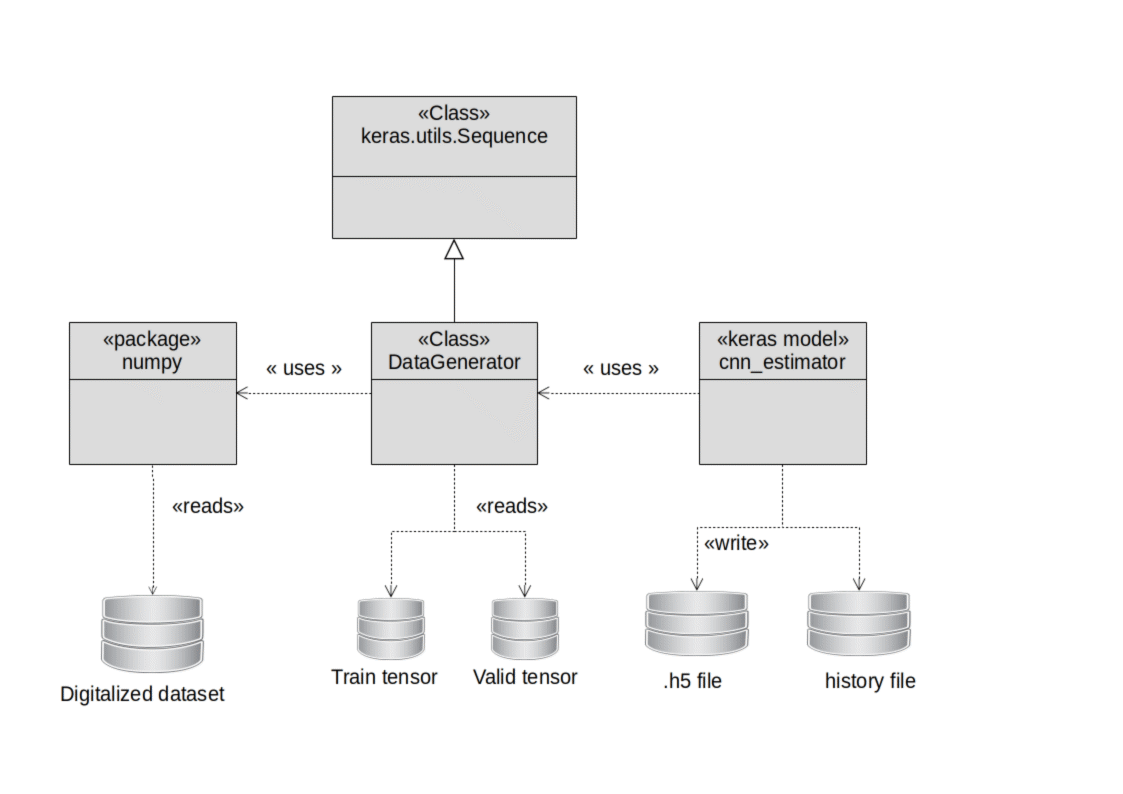 «Class»
keras.utils.Sequence
«package»
numpy
« uses »
«Class»
DataGenerator
« uses »
«keras model»
cnn_estimator
«reads»
«reads»
«write»
Digitalized dataset
Train tensor
Valid tensor
.h5 file
history file